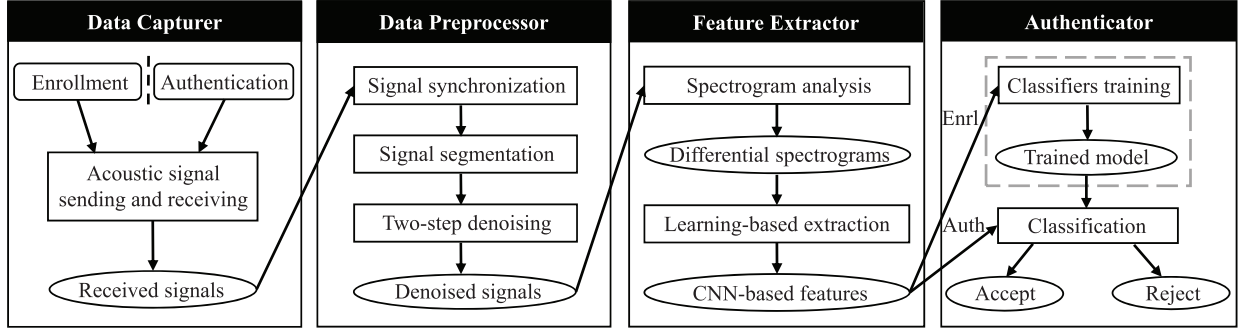 Data Capturer
Enrollment
Authentication
Acoustic signal
sending and receiving
Received signals
Data Preprocessor
Signal synchronization
Signal segmentation
Two-step denoising
Denoised signals
Feature Extractor
Spectrogram analysis
Differential spectrograms
Learning-based extraction
CNN-based features
Authenticator
Enrl
Classifiers training
Trained model
Auth
Classification
Accept
Reject